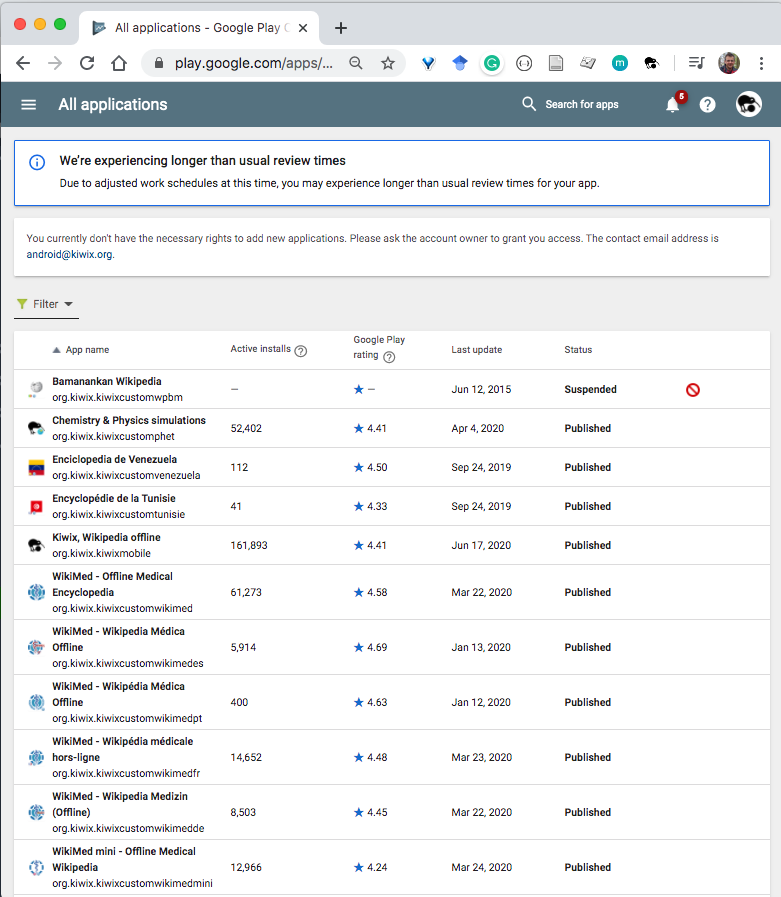 All applications - Google Play C
play.google.com/apps/...
All applications
Search for apps
5
We're experiencing longer than usual review times
Due to adjusted work schedules at this time, you may experience longer than usual review times for your app.
You currently don't have the necessary rights to add new applications. Please ask the account owner to grant you access. The contact email address is
android@kiwix.org.
Filter
App name Active installs Google Play rating Last update Status
Bamanankan Wikipedia
org.kiwix.kiwixcustomwpbm
– – Jun 12, 2015 Suspended
Chemistry & Physics simulations
org.kiwix.kiwixcustomphet
52,402 4.41 Apr 4, 2020 Published
Enciclopedia de Venezuela
org.kiwix.kiwixcustomvenezuela
112 4.50 Sep 24, 2019 Published
Encyclopédie de la Tunisie
org.kiwix.kiwixcustomtunisie
41 4.33 Sep 24, 2019 Published
Kiwix, Wikipedia offline
org.kiwix.kiwixmobile
161,893 4.41 Jun 17, 2020 Published
WikiMed - Offline Medical
Encyclopedia
org.kiwix.kiwixcustomwikimed
61,273 4.58 Mar 22, 2020 Published
WikiMed - Wikipedia Médica
Offline
org.kiwix.kiwixcustomwikimedes
5,914 4.69 Jan 13, 2020 Published
WikiMed - Wikipédia Médica
Offline
org.kiwix.kiwixcustomwikimedpt
400 4.63 Jan 12, 2020 Published
WikiMed - Wikipédia médicale
hors-ligne
org.kiwix.kiwixcustomwikimedfr
14,652 4.48 Mar 23, 2020 Published
WikiMed - Wikipedia Medizin
(Offline)
org.kiwix.kiwixcustomwikimedde
8,503 4.45 Mar 22, 2020 Published
WikiMed mini - Offline Medical
Wikipedia
org.kiwix.kiwixcustomwikimedmini
12,966 4.24 Mar 24, 2020 Published